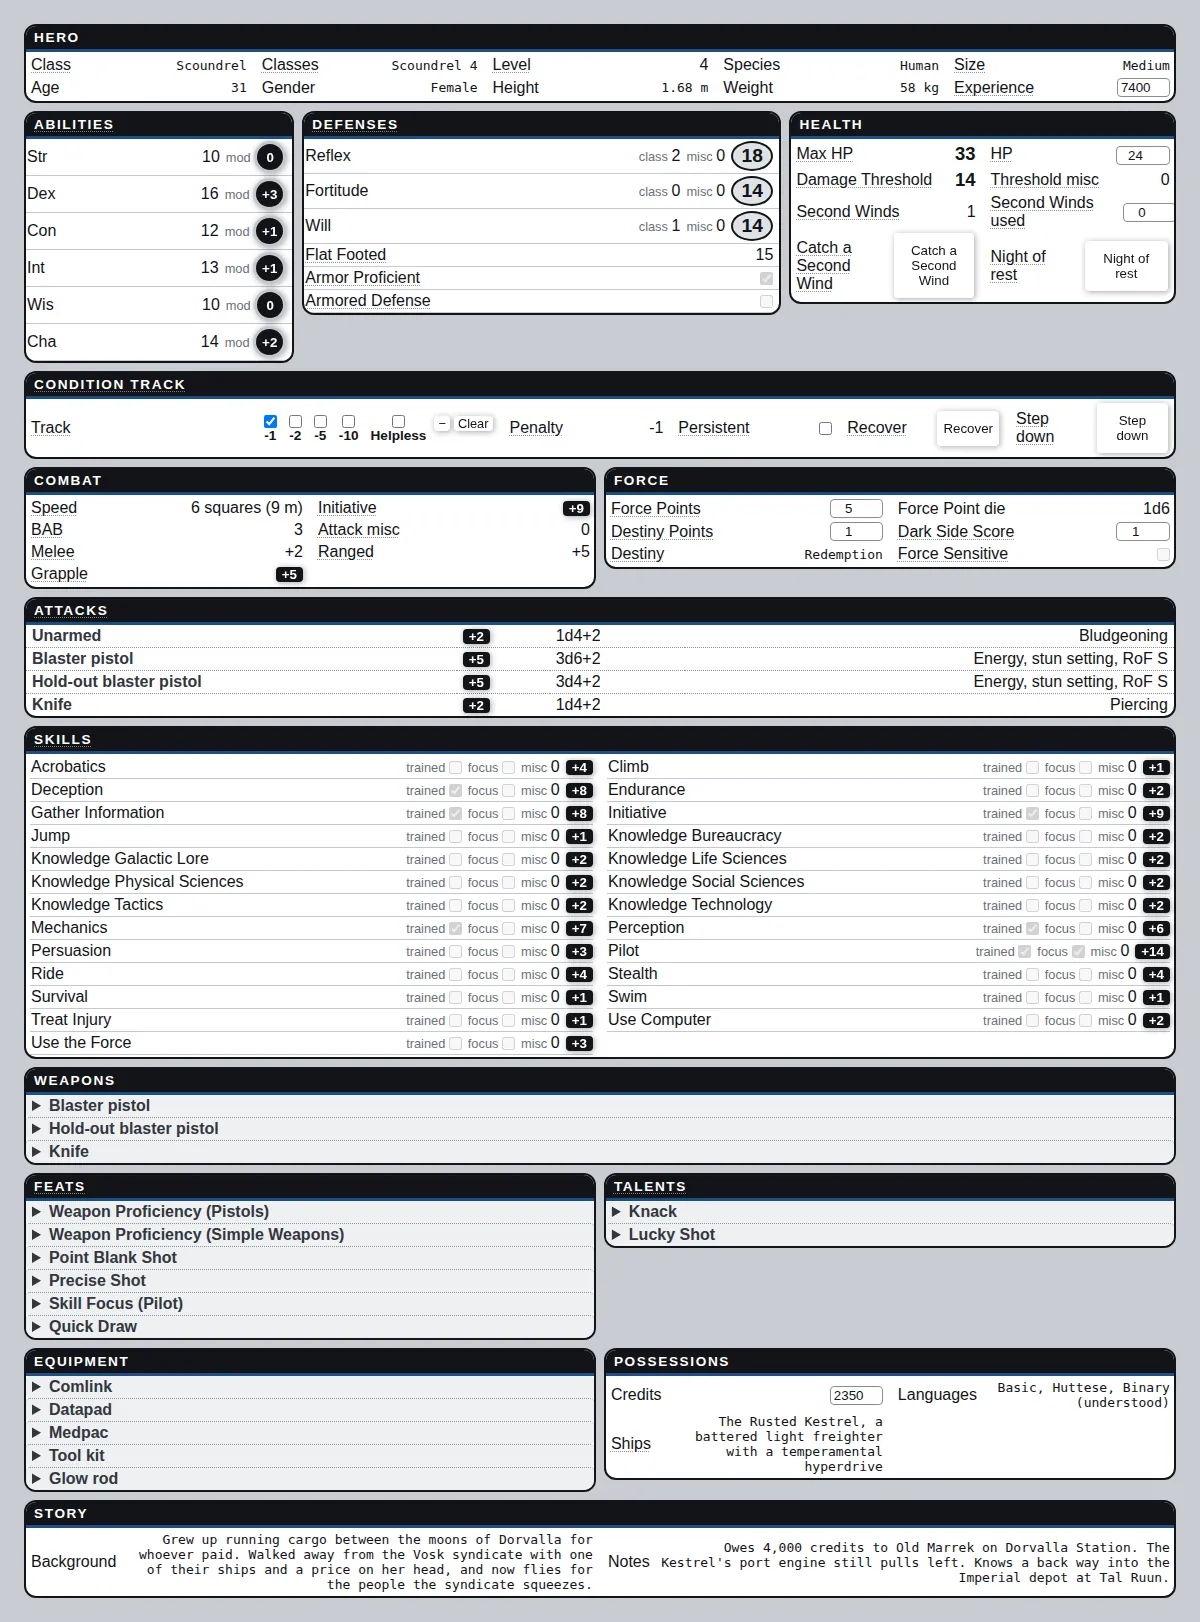 HERO
Class Scoundrel Classes Scoundrel 4 Level 4 Species Human Size Medium
Age 31 Gender Female Height 1.68 m Weight 58 kg Experience 7400
ABILITIES
Str 10 mod 0
Dex 16 mod +3
Con 12 mod +1
Int 13 mod +1
Wis 10 mod 0
Cha 14 mod +2
DEFENSES
Reflex class 2 misc 0 18
Fortitude class 0 misc 0 14
Will class 1 misc 0 14
Flat Footed 15
Armor Proficient
Armored Defense
HEALTH
Max HP 33 HP 24
Damage Threshold 14 Threshold misc 0
Second Winds 1 Second Winds used 0
Catch a Second Wind Catch a Second Wind Night of rest Night of rest
CONDITION TRACK
Track -1 -2 -5 -10 Helpless − Clear Penalty -1 Persistent Recover Recover Step down Step down
COMBAT
Speed 6 squares (9 m) Initiative +9
BAB 3 Attack misc 0
Melee +2 Ranged +5
Grapple +5
FORCE
Force Points 5 Force Point die 1d6
Destiny Points 1 Dark Side Score 1
Destiny Redemption Force Sensitive
ATTACKS
Unarmed +2 1d4+2 Bludgeoning
Blaster pistol +5 3d6+2 Energy, stun setting, RoF S
Hold-out blaster pistol +5 3d4+2 Energy, stun setting, RoF S
Knife +2 1d4+2 Piercing
SKILLS
Acrobatics trained focus misc 0 +4 Climb trained focus misc 0 +1
Deception trained focus misc 0 +8 Endurance trained focus misc 0 +2
Gather Information trained focus misc 0 +8 Initiative trained focus misc 0 +9
Jump trained focus misc 0 +1 Knowledge Bureaucracy trained focus misc 0 +2
Knowledge Galactic Lore trained focus misc 0 +2 Knowledge Life Sciences trained focus misc 0 +2
Knowledge Physical Sciences trained focus misc 0 +2 Knowledge Social Sciences trained focus misc 0 +2
Knowledge Tactics trained focus misc 0 +2 Knowledge Technology trained focus misc 0 +2
Mechanics trained focus misc 0 +7 Perception trained focus misc 0 +6
Persuasion trained focus misc 0 +3 Pilot trained focus misc 0 +14
Ride trained focus misc 0 +4 Stealth trained focus misc 0 +4
Survival trained focus misc 0 +1 Swim trained focus misc 0 +1
Treat Injury trained focus misc 0 +1 Use Computer trained focus misc 0 +2
Use the Force trained focus misc 0 +3
WEAPONS
Blaster pistol
Hold-out blaster pistol
Knife
FEATS
Weapon Proficiency (Pistols)
Weapon Proficiency (Simple Weapons)
Point Blank Shot
Precise Shot
Skill Focus (Pilot)
Quick Draw
TALENTS
Knack
Lucky Shot
EQUIPMENT
Comlink
Datapad
Medpac
Tool kit
Glow rod
POSSESSIONS
Credits 2350 Languages Basic, Huttese, Binary
(understood)
Ships The Rusted Kestrel, a
battered light freighter
with a temperamental
hyperdrive
STORY
Background Grew up running cargo between the moons of Dorvalla for
whoever paid. Walked away from the Vosk syndicate with one
of their ships and a price on her head, and now flies for
the people the syndicate squeezes.
Notes Owes 4,000 credits to Old Marrek on Dorvalla Station. The
Kestrel's port engine still pulls left. Knows a back way into the
Imperial depot at Tal Ruun.